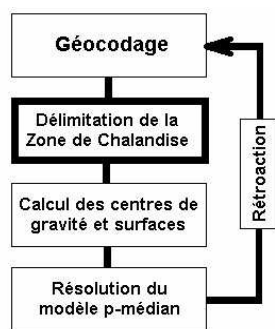 Géocodage
Délimitation de la
Zone de Chalandise
Calcul des centres de
gravité et surfaces
Résolution du
modèle p-médian
Rétroaction